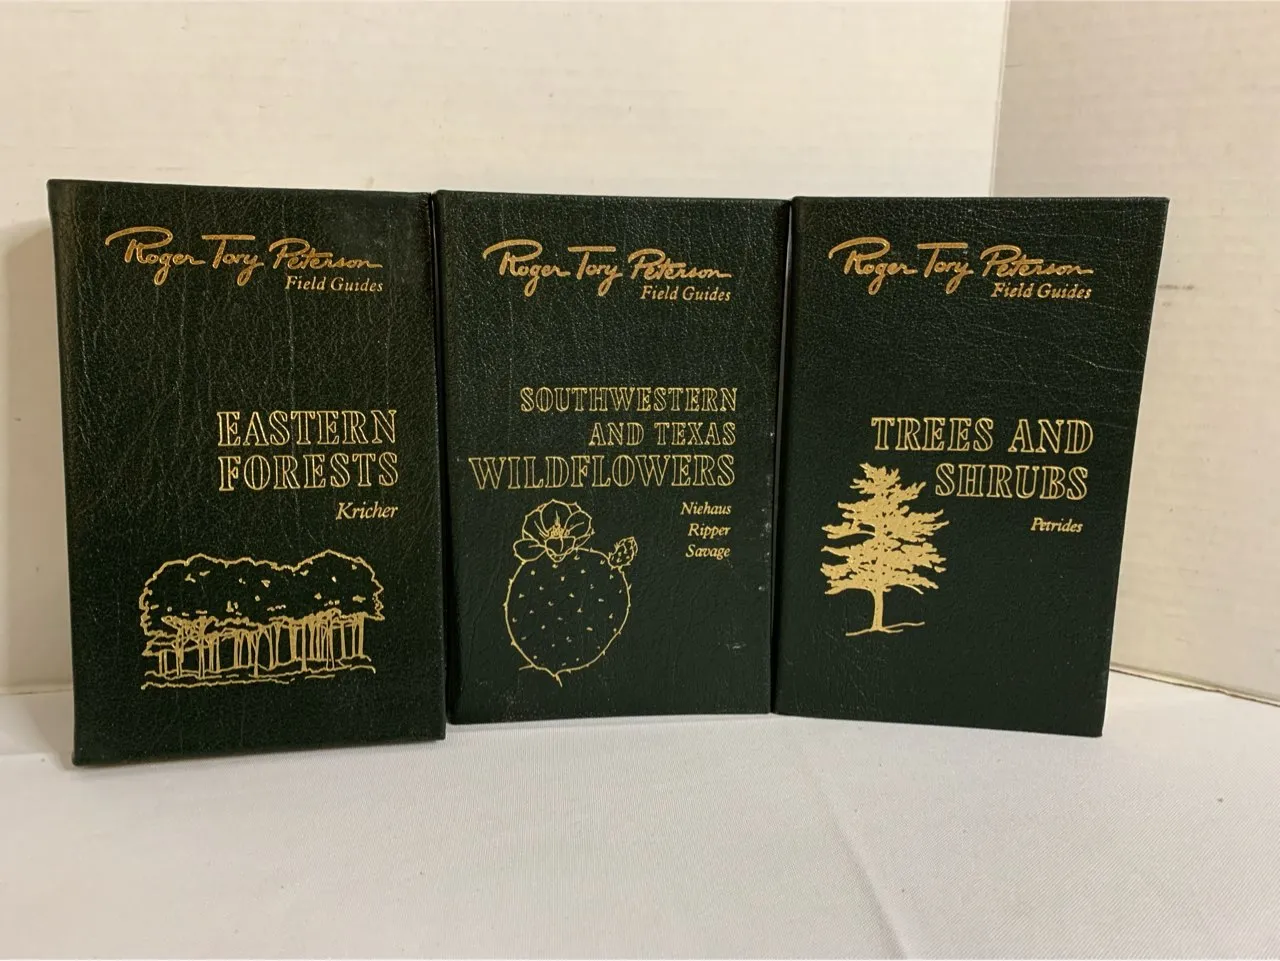 Roger Tory Peterson
Field Guides
EASTERN
FORESTS
Kricher
Roger Tory Peterson
Field Guides
SOUTHWESTERN
AND TEXAS
WILDFLOWERS
Niehaus
Ripper
Savage
Roger Tory Peterson
Field Guides
TREES AND
SHRUBS
Petrides